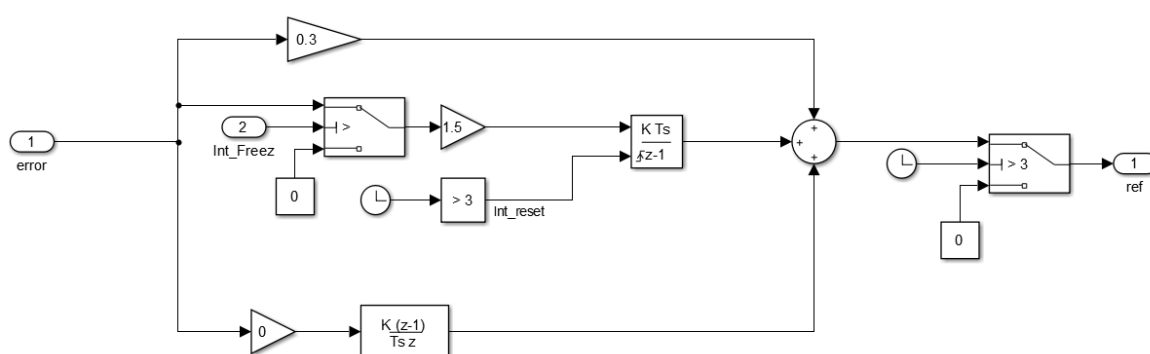 0.3
1
error
2
Int_Freez
>
0
1.5
> 3
Int_reset
K Ts
z-1
+
+
+
> 3
0
1
ref
0
K (z-1)
Ts z